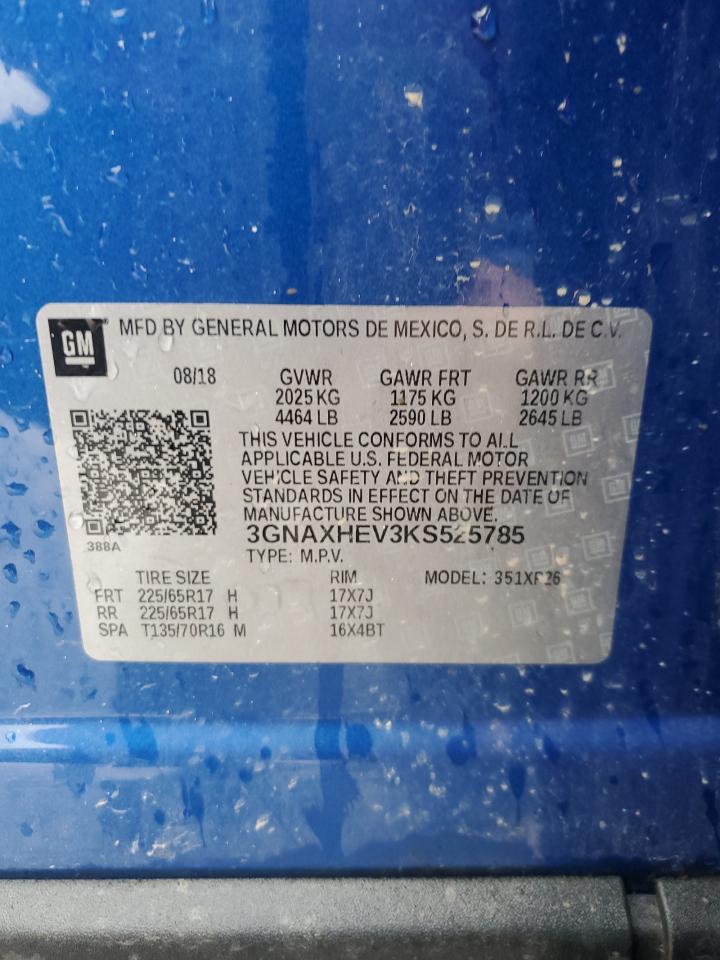 GM
MFD BY GENERAL MOTORS DE MEXICO, S. DE R.L. DE C.V.
08/18 GVWR GAWR FRT GAWR RR
2025 KG 1175 KG 1200 KG
4464 LB 2590 LB 2645 LB
THIS VEHICLE CONFORMS TO ALL
APPLICABLE U.S. FEDERAL MOTOR
VEHICLE SAFETY AND THEFT PREVENTION
STANDARDS IN EFFECT ON THE DATE OF
MANUFACTURE SHOWN ABOVE.
3GNAXHEV3KS525785
388A
TYPE: M.P.V.
TIRE SIZE RIM MODEL:
FRT 225/65R17 H 17X7J
RR 225/65R17 H 17X7J
SPA T135/70R16 M 16X4BT